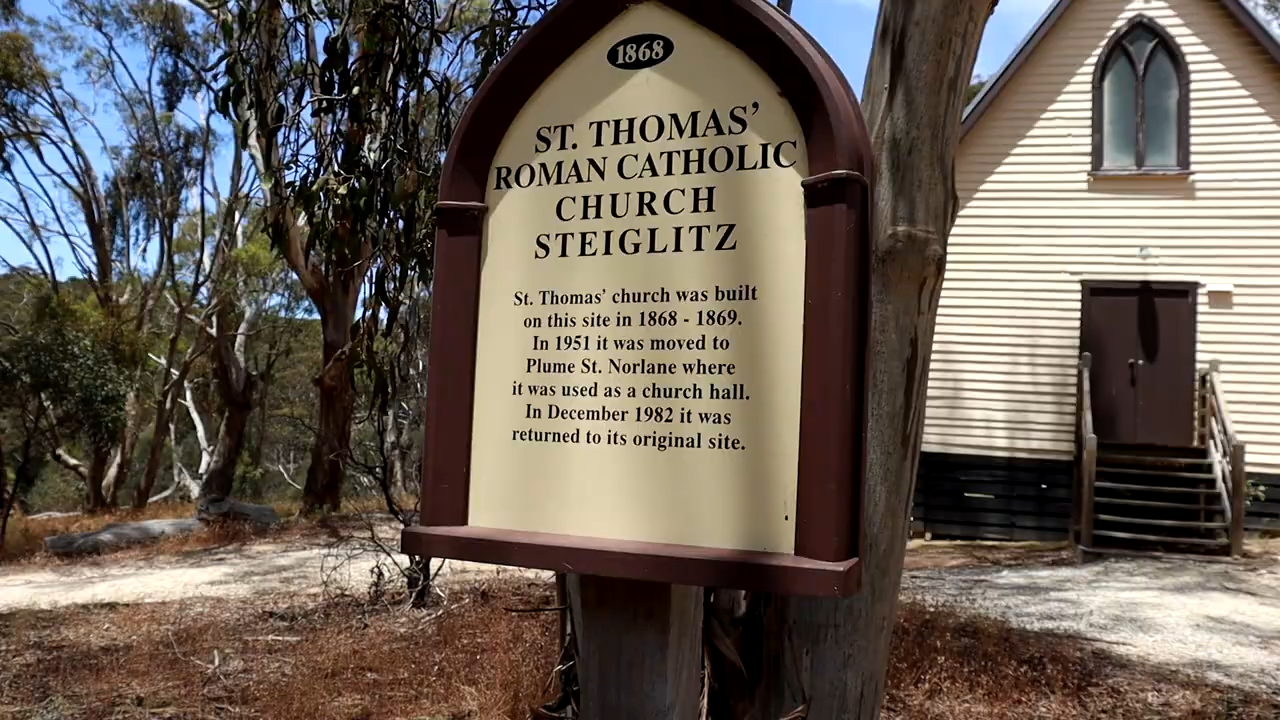 1868
ST. THOMAS'
ROMAN CATHOLIC
CHURCH
STEIGLITZ
St. Thomas' church was built
on this site in 1868 - 1869.
In 1951 it was moved to
Plume St. Norlane where
it was used as a church hall.
In December 1982 it was
returned to its original site.